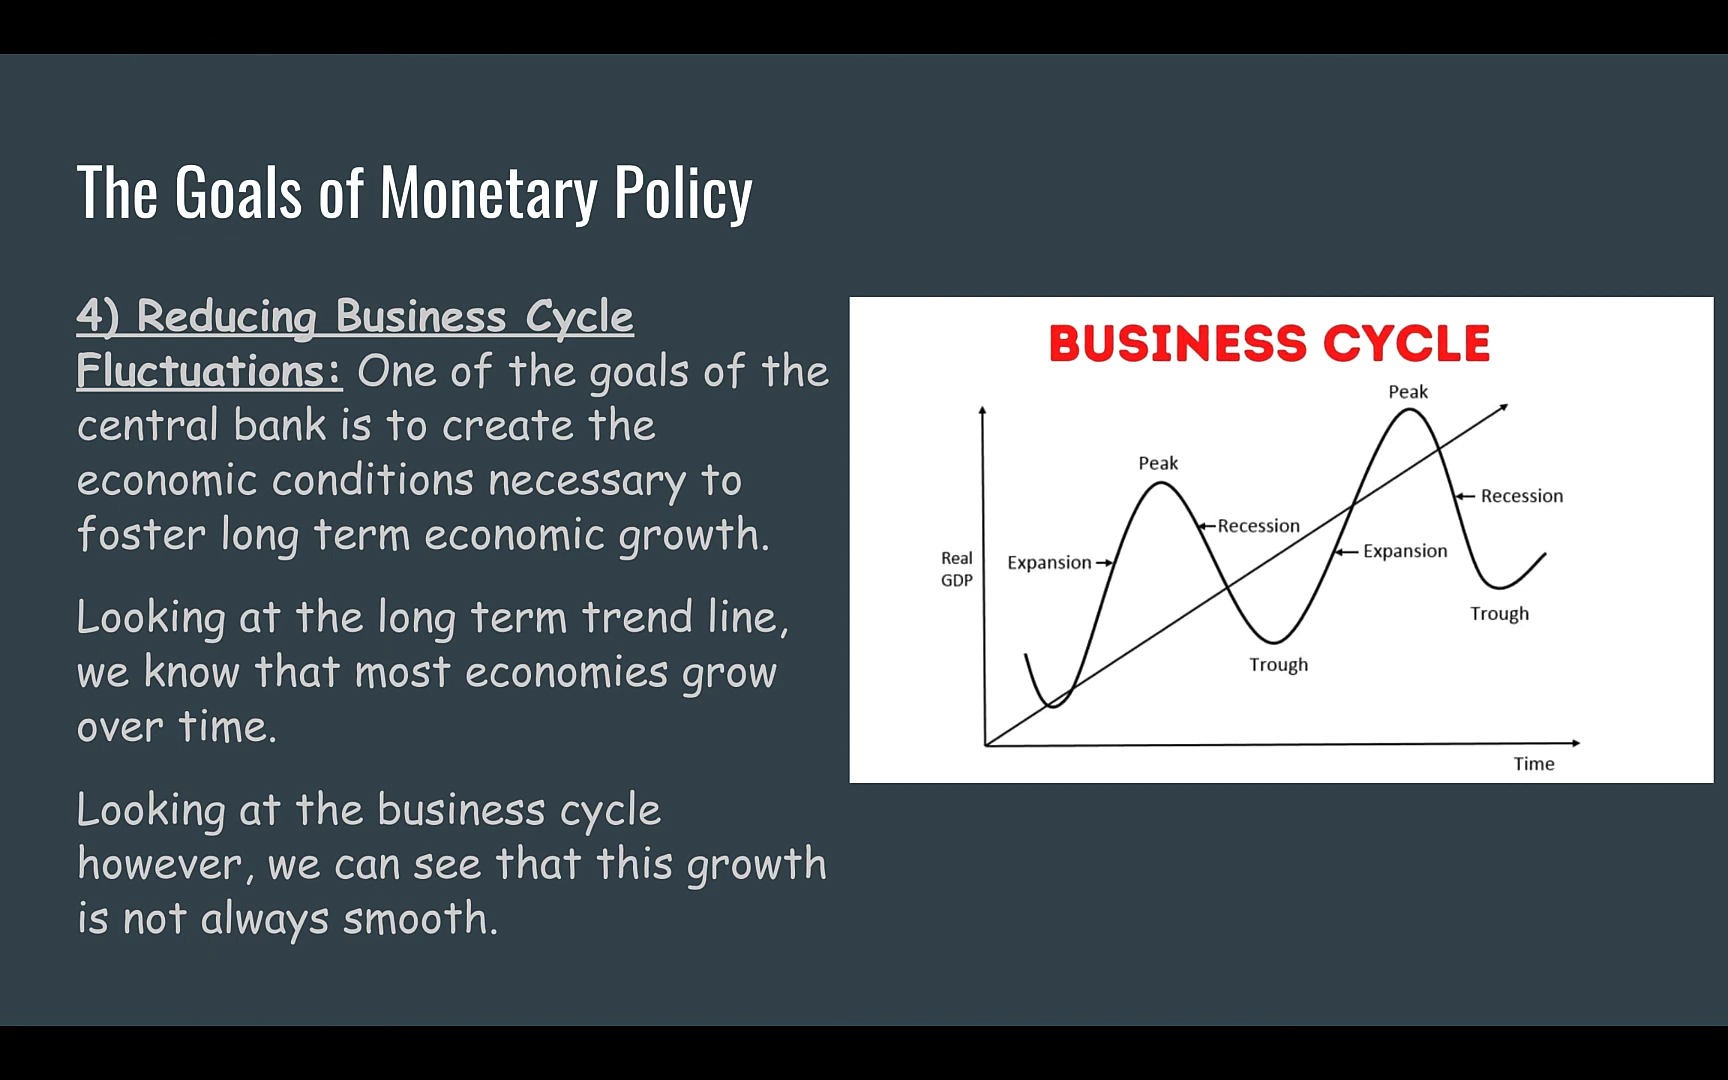 The Goals of Monetary Policy
4) Reducing Business Cycle
Fluctuations: One of the goals of the
central bank is to create the
economic conditions necessary to
foster long term economic growth.
Looking at the long term trend line,
we know that most economies grow
over time.
Looking at the business cycle
however, we can see that this growth
is not always smooth.
BUSINESS CYCLE
Peak
Peak
Recession
Recession
Expansion
Expansion
Real
GDP
Trough
Trough
Time